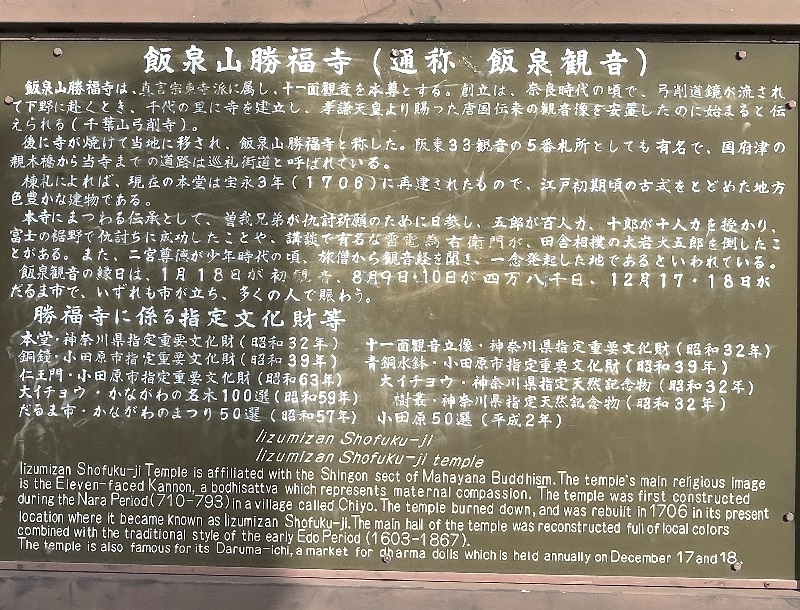 飯泉山勝福寺（通称 飯泉観音）
飯泉山勝福寺は、真言宗東寺派に属し、十一面観音を本尊とする。創立は、奈良時代の頃で、弓削道鏡が流され
て下野に赴くとき、千代の里に寺を建立し、孝謙天皇より賜った唐国伝来の観音像を安置したのに始まると伝
えられる（千葉山弓削寺）。
後に寺が焼けて当地に移され、飯泉山勝福寺と称した。阪東33観音の5番札所としても有名で、国府津の
親木橋から当寺までの道路は巡礼街道と呼ばれている。
棟札によれば、現在の本堂は宝永3年（1706）に再建されたもので、江戸初期頃の古式をとどめた地方
色豊かな建物である。
本寺にまつわる伝承として、曽我兄弟が仇討祈願のために日参し、五郎が百人力、十郎が十人力を授かり、
富士の裾野で仇討ちに成功したことや、講談で有名な雷電為右衛門が、田舎相撲の大岩大五郎を倒したこ
とがある。また、二宮尊徳が少年時代の頃、旅僧から観音経を聞き、一念発起した地であるといわれている。
飯泉観音の縁日は、1月18日が初観音、8月9日・10日が四万八千日、12月17・18日が
だるま市で、いずれも市が立ち、多くの人で賑わう。
勝福寺に係る指定文化財等
本堂・神奈川県指定重要文化財（昭和32年） 十一面観音立像・神奈川県指定重要文化財（昭和32年）
銅鐘・小田原市指定重要文化財（昭和39年） 青銅水鉢・小田原市指定重要文化財（昭和39年）
仁王門・小田原市指定重要文化財（昭和63年） 大イチョウ・神奈川県指定天然記念物（昭和32年）
大イチョウ・かながわの名木100選（昭和59年） 樹叢・神奈川県指定天然記念物（昭和32年）
だるま市・かながわのまつり50選（昭和57年） 小田原50選（平成2年）
Iizumizan Shofuku-ji
Iizumizan Shofuku-ji temple
Iizumizan Shofuku-ji Temple is affiliated with the Shingon sect of Mahayana Buddhism. The temple's main religious image
is the Eleven-faced Kannon, a bodhisattva which represents maternal compassion. The temple was first constructed
during the Nara Period (710-793) in a village called Chiyo. The temple burned down, and was rebuilt in 1706 in its present
location where it became known as Iizumizan Shofuku-ji. The main hall of the temple was reconstructed full of local colors
combined with the traditional style of the early Edo Period (1603-1867).
The temple is also famous for its Daruma-ichi, a market for dharma dolls which is held annually on December 17 and 18.